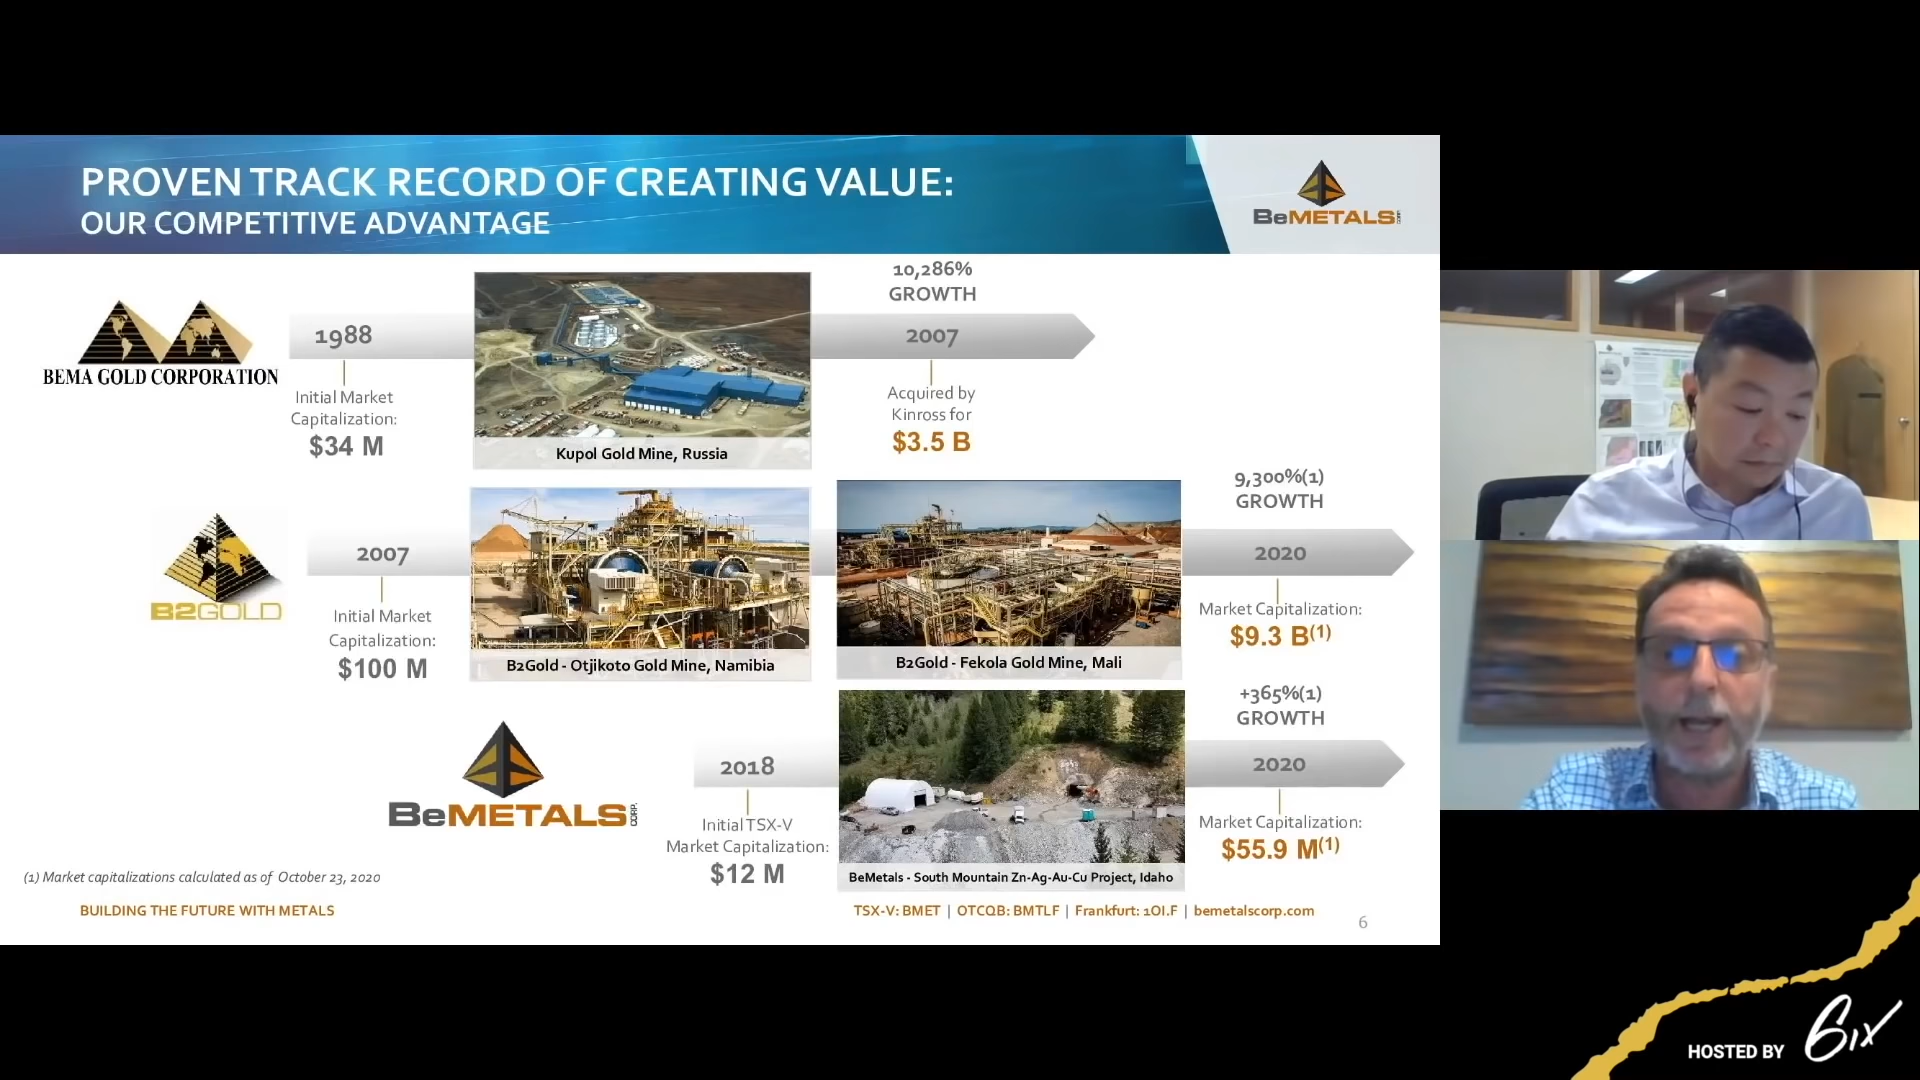 PROVEN TRACK RECORD OF CREATING VALUE:
OUR COMPETITIVE ADVANTAGE
BeMETALS CORP.
BEMA GOLD CORPORATION
1988
Initial Market
Capitalization:
$34 M
Kupol Gold Mine, Russia
10,286%
GROWTH
2007
Acquired by
Kinross for
$3.5 B
B2GOLD
2007
Initial Market
Capitalization:
$100 M
B2Gold - Otjikoto Gold Mine, Namibia
B2Gold - Fekola Gold Mine, Mali
9,300%(1)
GROWTH
2020
Market Capitalization:
$9.3 B(1)
BeMETALS CORP.
2018
Initial TSX-V
Market Capitalization:
$12 M
BeMetals - South Mountain Zn-Ag-Au-Cu Project, Idaho
+365%(1)
GROWTH
2020
Market Capitalization:
$55.9 M(1)
(1) Market capitalizations calculated as of October 23, 2020
BUILDING THE FUTURE WITH METALS
TSX-V: BMET | OTCQB: BMTLF | Frankfurt: 1OI.F | bemetalscorp.com
6
HOSTED BY 6ix